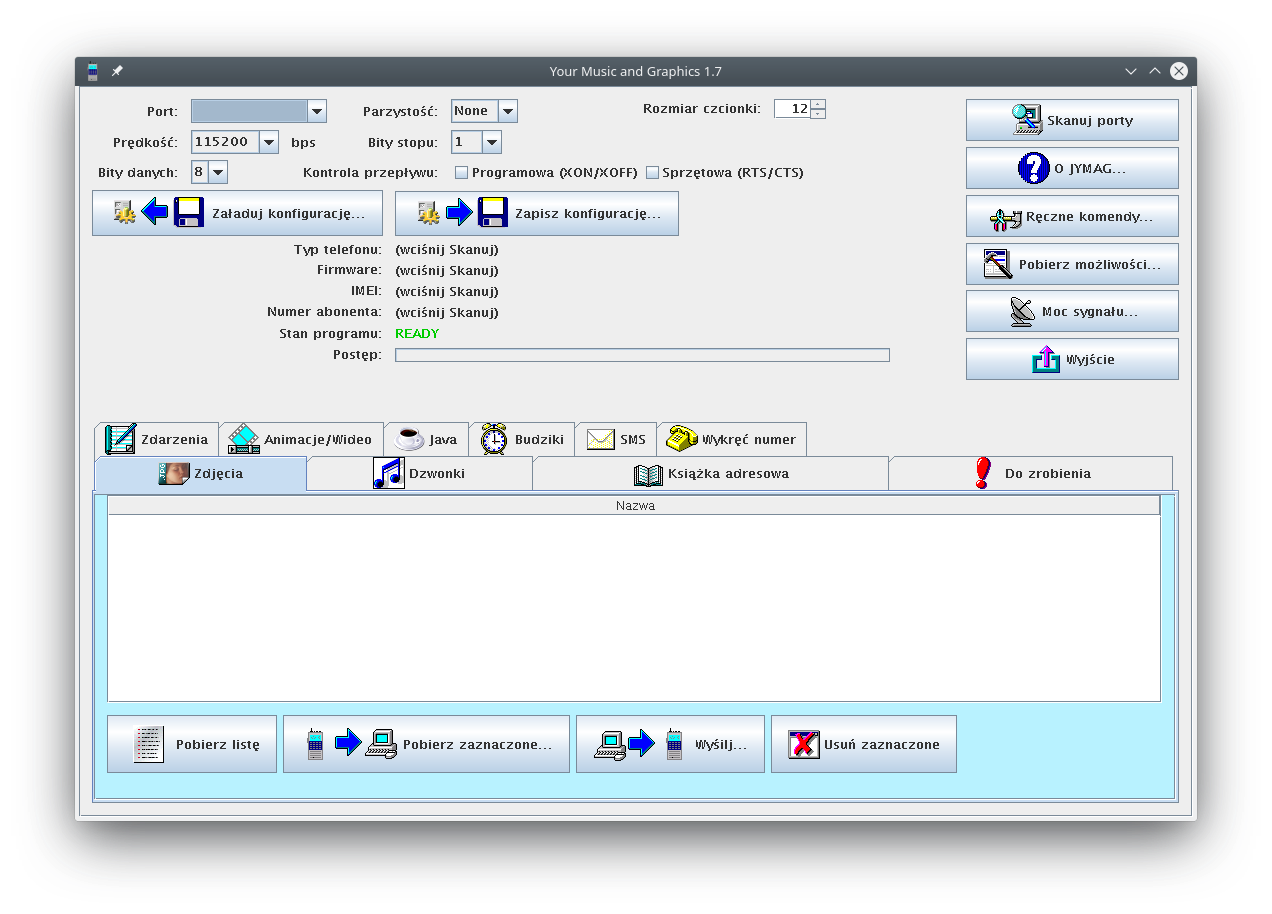 Your Music and Graphics 1.7
Port:
Parzystość: None
Rozmiar czcionki: 12
Skanuj porty
Prędkość: 115200 bps
Bity stopu: 1
O JYMAG...
Bity danych: 8
Kontrola przepływu: Programowa (XON/XOFF) Sprzętowa (RTS/CTS)
Załaduj konfigurację...
Zapisz konfigurację...
Ręczne komendy...
Typ telefonu: (wciśnij Skanuj)
Firmware: (wciśnij Skanuj)
Pobierz możliwości...
IMEI: (wciśnij Skanuj)
Numer abonenta: (wciśnij Skanuj)
Moc sygnału...
Stan programu: READY
Postęp:
Wyjście
Zdarzenia
Animacje/Wideo
Java
Budziki
SMS
Wykręć numer
Zdjęcia
Dzwonki
Książka adresowa
Do zrobienia
Nazwa
Pobierz listę
Pobierz zaznaczone...
Wyślij...
Usuń zaznaczone